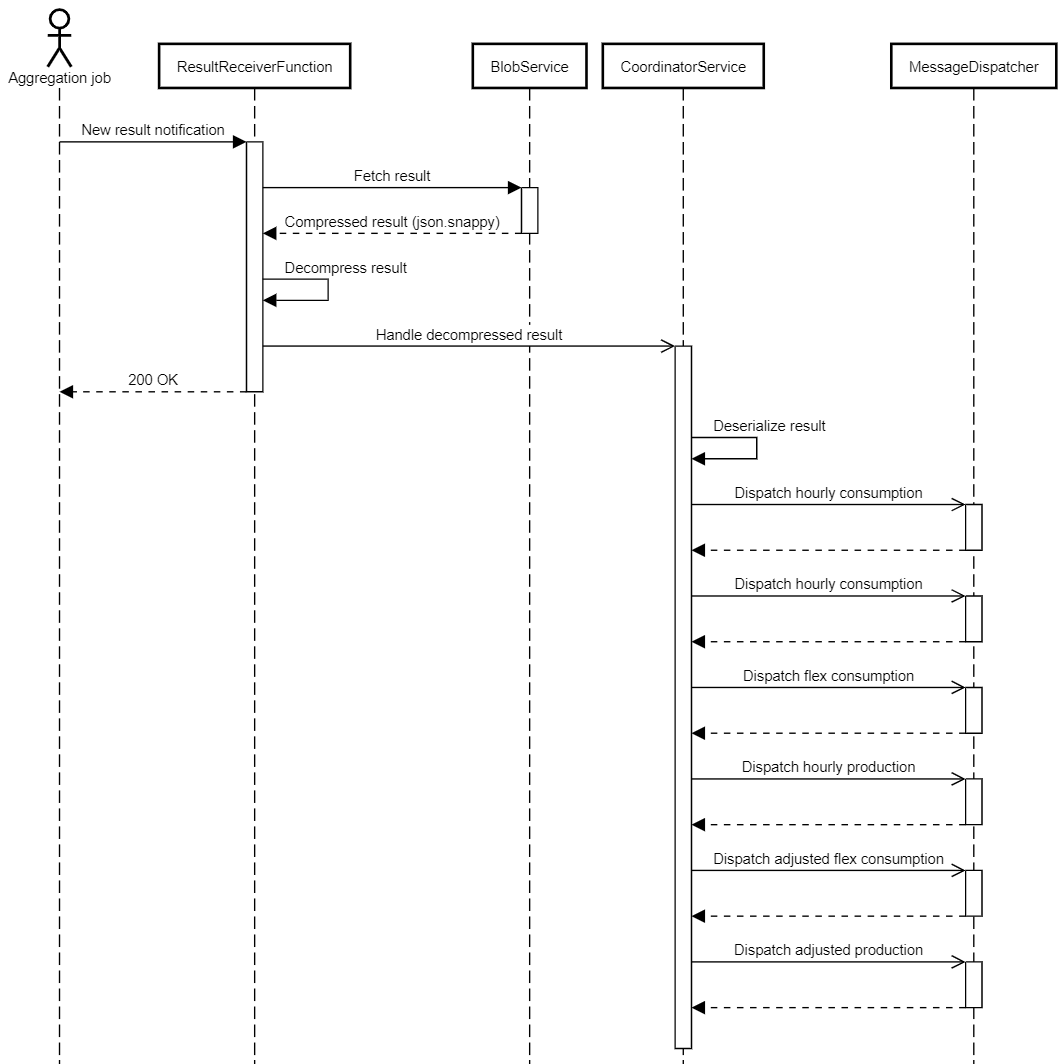 Aggregation job
ResultReceiverFunction
BlobService
CoordinatorService
MessageDispatcher
New result notification
Fetch result
Compressed result (json.snappy)
Decompress result
Handle decompressed result
200 OK
Deserialize result
Dispatch hourly consumption
Dispatch hourly consumption
Dispatch flex consumption
Dispatch hourly production
Dispatch adjusted flex consumption
Dispatch adjusted production